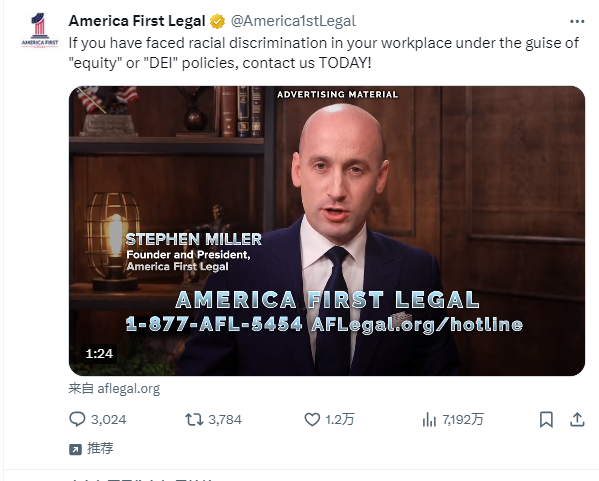 America First Legal @America1stLegal
If you have faced racial discrimination in your workplace under the guise of
"equity" or "DEI" policies, contact us TODAY!
ADVERTISING MATERIAL
STEPHEN MILLER
Founder and President,
America First Legal
AMERICA FIRST LEGAL
1-877-AFL-5454 AFLegal.org/hotline
1:24
来自 aflegal.org
3,024 3,784 1.2万 7,192万
推荐